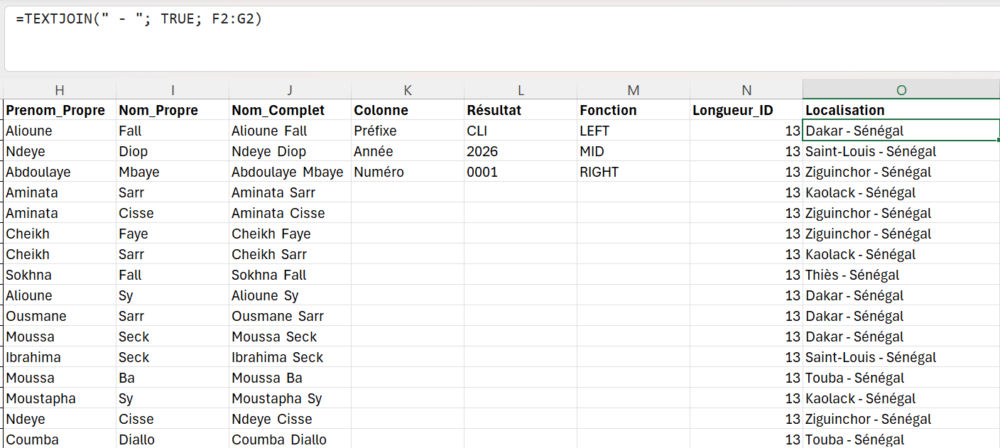 =TEXTJOIN(" - "; TRUE; F2:G2)
H I J K L M N O
Prenom_Propre Nom_Propre Nom_Complet Colonne Résultat Fonction Longueur_ID Localisation
Alioune Fall Alioune Fall Préfixe CLI LEFT 13 Dakar - Sénégal
Ndeye Diop Ndeye Diop Année 2026 MID 13 Saint-Louis - Sénégal
Abdoulaye Mbaye Abdoulaye Mbaye Numéro 0001 RIGHT 13 Ziguinchor - Sénégal
Aminata Sarr Aminata Sarr 13 Kaolack - Sénégal
Aminata Cisse Aminata Cisse 13 Ziguinchor - Sénégal
Cheikh Faye Cheikh Faye 13 Ziguinchor - Sénégal
Cheikh Sarr Cheikh Sarr 13 Kaolack - Sénégal
Sokhna Fall Sokhna Fall 13 Thiès - Sénégal
Alioune Sy Alioune Sy 13 Dakar - Sénégal
Ousmane Sarr Ousmane Sarr 13 Dakar - Sénégal
Moussa Seck Moussa Seck 13 Dakar - Sénégal
Ibrahima Seck Ibrahima Seck 13 Saint-Louis - Sénégal
Moussa Ba Moussa Ba 13 Touba - Sénégal
Moustapha Sy Moustapha Sy 13 Kaolack - Sénégal
Ndeye Cisse Ndeye Cisse 13 Ziguinchor - Sénégal
Coumba Diallo Coumba Diallo 13 Touba - Sénégal